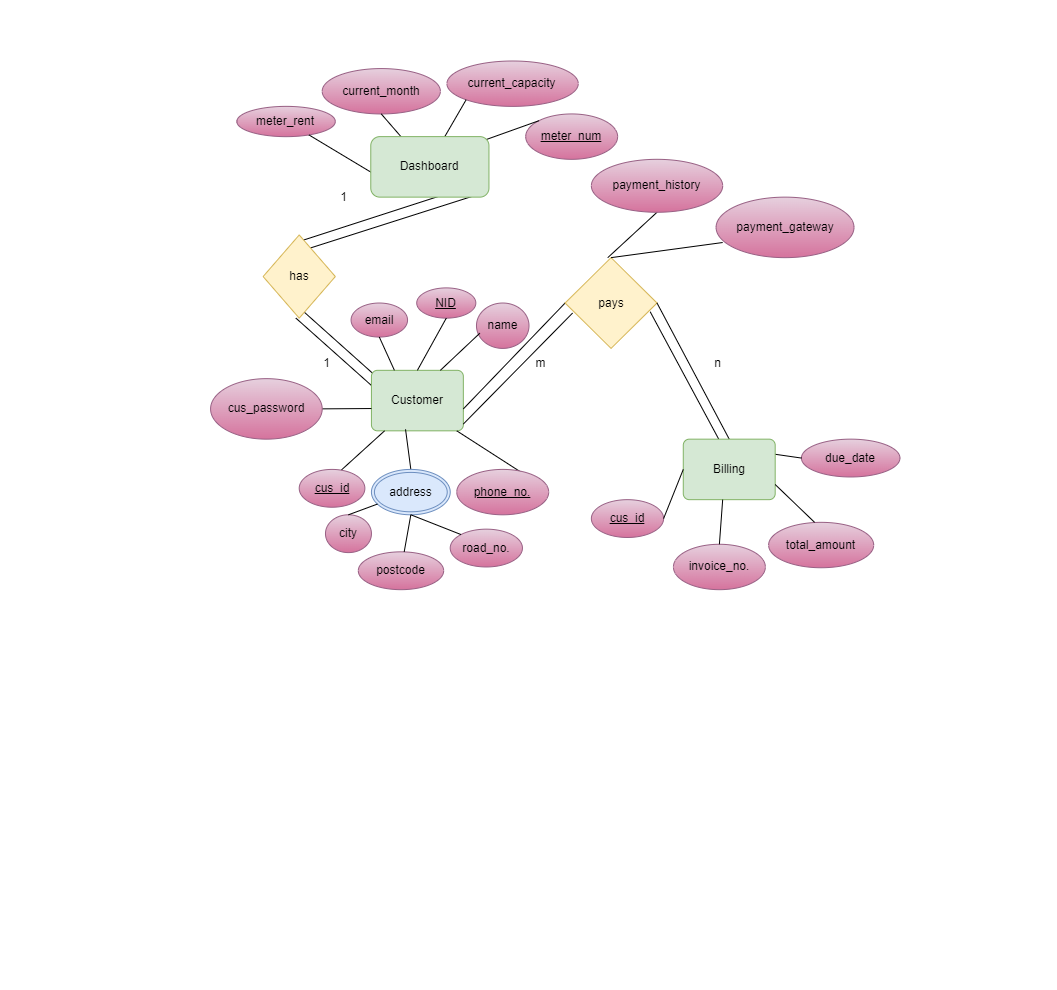 current_capacity
current_month
meter_rent
meter_num
Dashboard
payment_history
1
payment_gateway
has
NID
pays
email
name
1
m
n
Customer
cus_password
due_date
Billing
cus_id
address
phone_no.
cus_id
city
road_no.
total_amount
postcode
invoice_no.